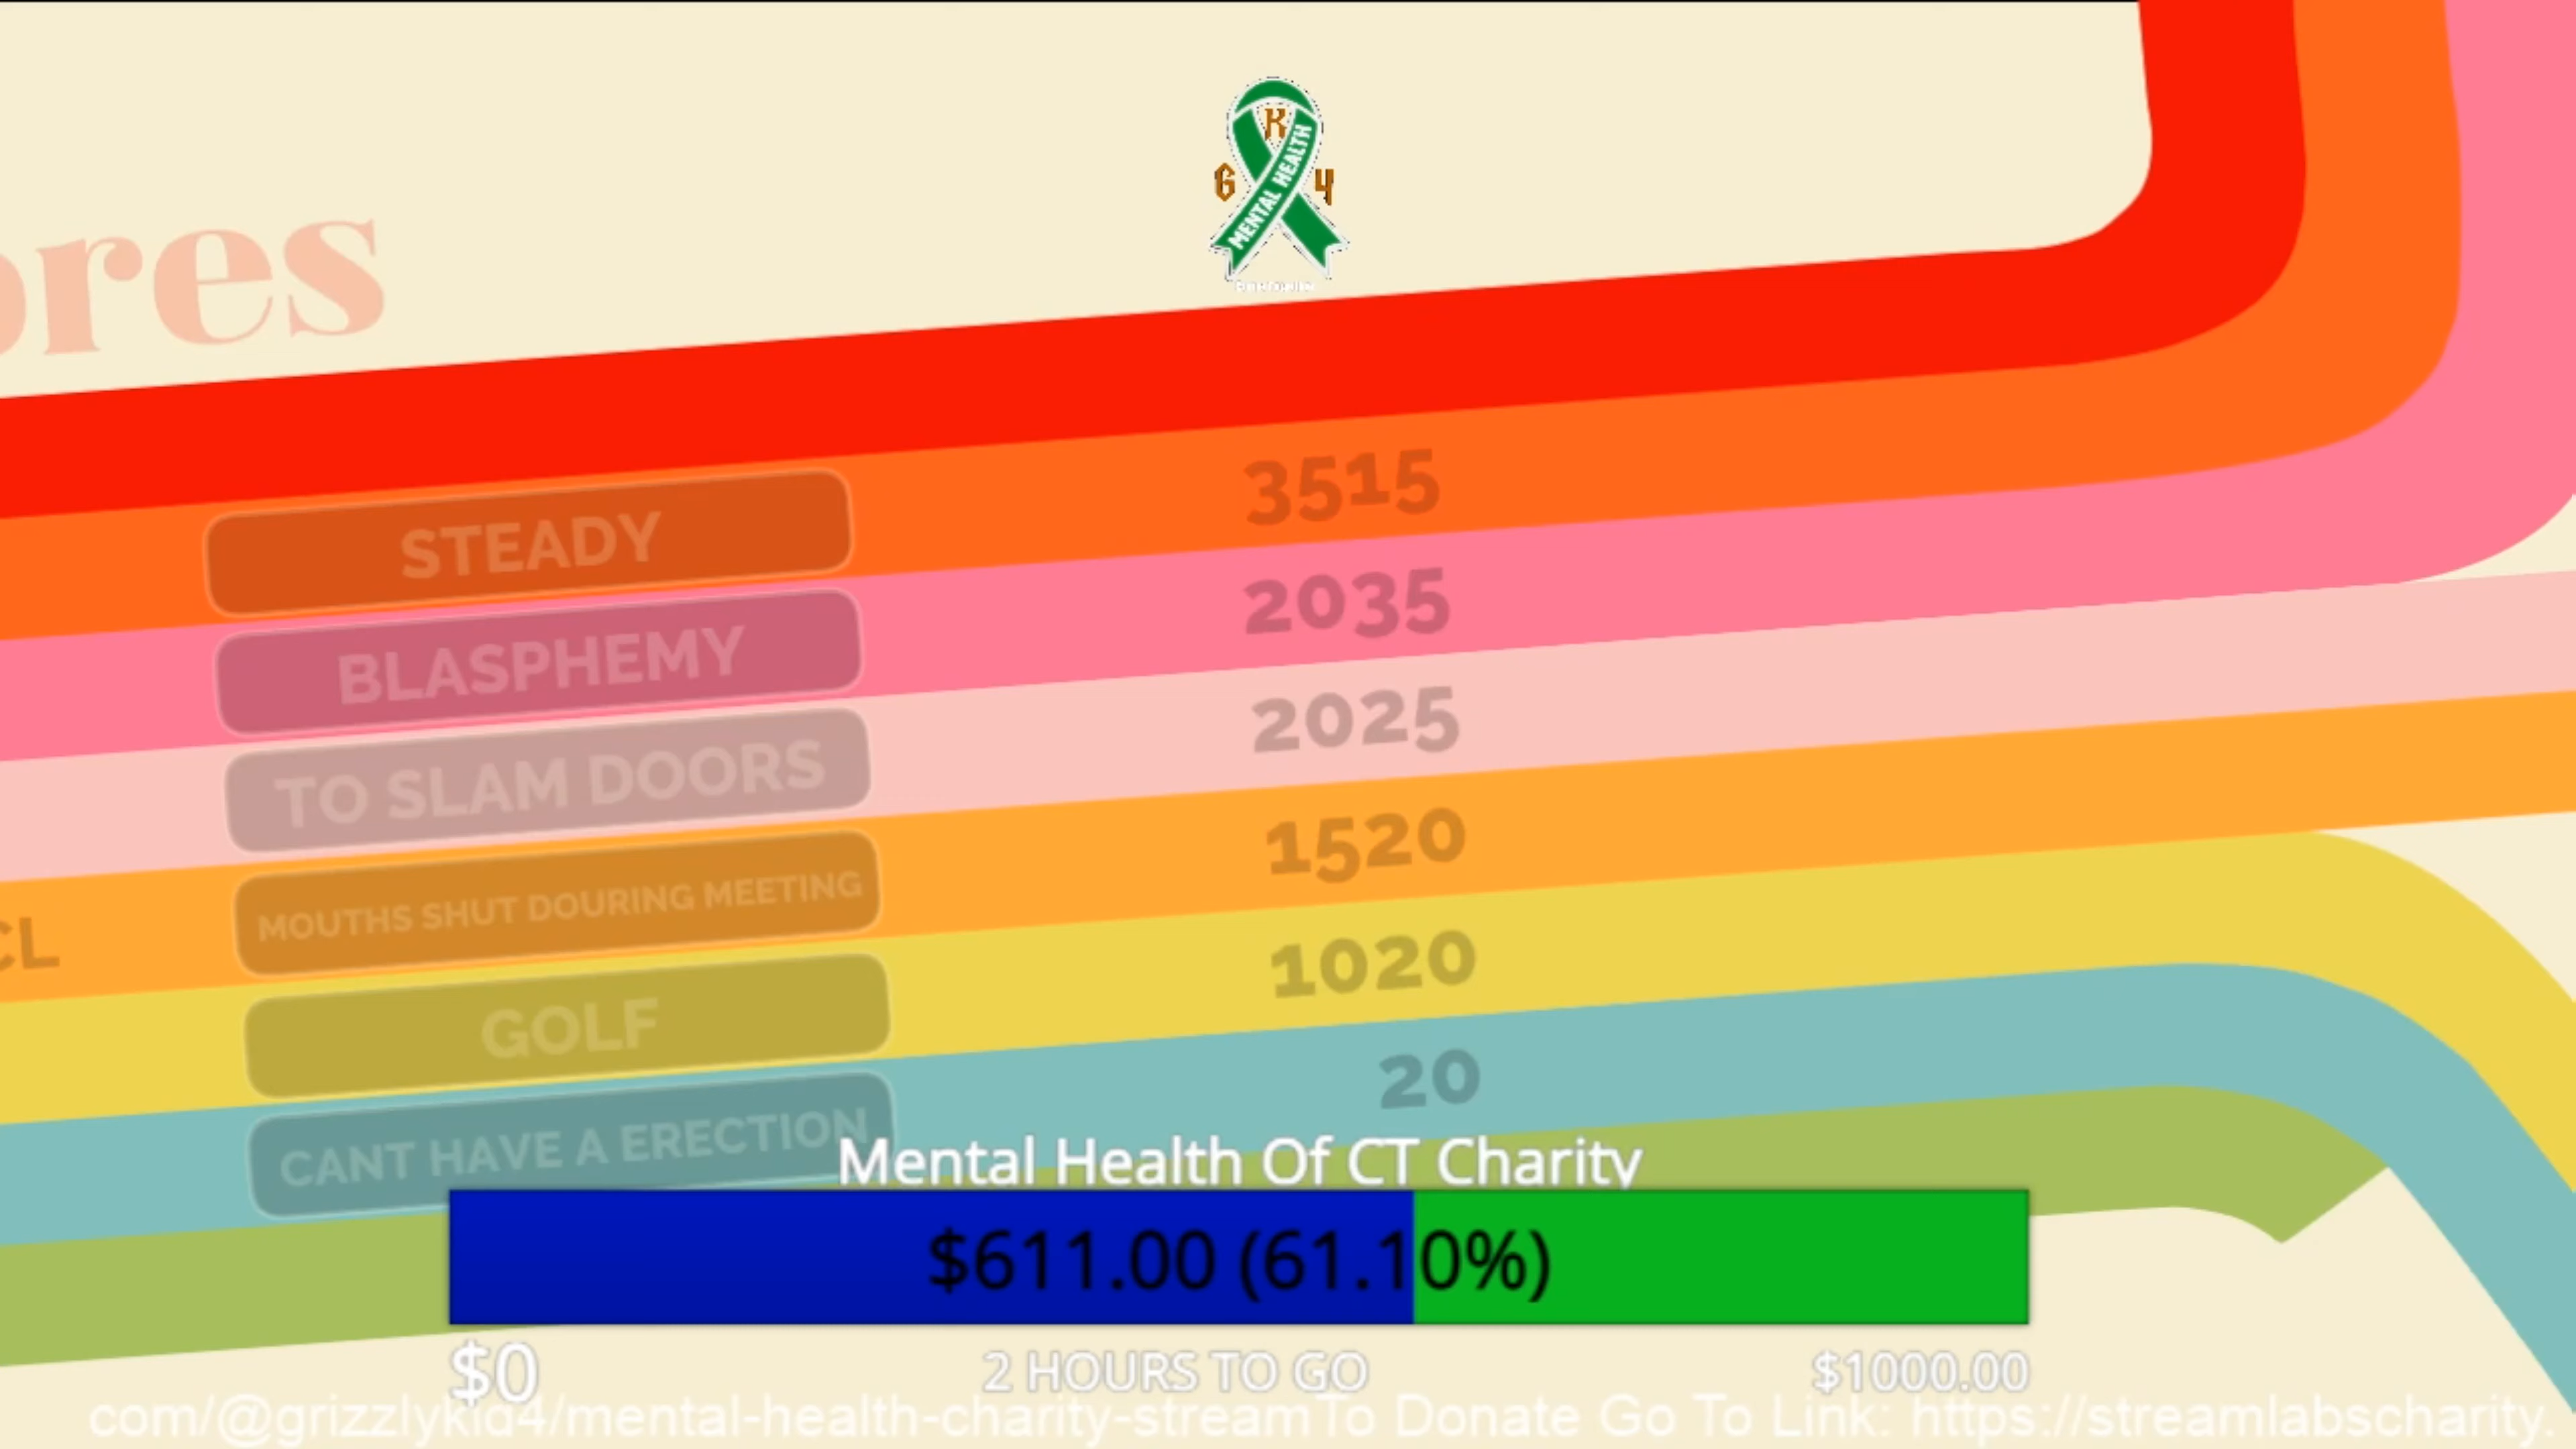 R
6 4
MENTAL HEALTH
ores
STEADY 3515
BLASPHEMY 2035
TO SLAM DOORS 2025
CL MOUTHS SHUT DOURING MEETING 1520
GOLF 1020
CANT HAVE A ERECTION 20
Mental Health Of CT Charity
$611.00 (61.10%)
$0 2 HOURS TO GO $1000.00
com/@grizzlykid4/mental-health-charity-streamTo Donate Go To Link: https://streamlabscharity.